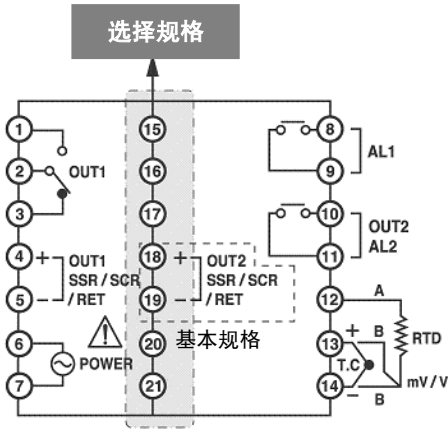 选择规格
1
2
3
OUT1
4
+
OUT1
SSR / SCR
5
−
/ RET
6
POWER
7
15
16
17
18
+
OUT2
SSR / SCR
19
−
/ RET
20
基本规格
21
8
AL1
9
10
OUT2
AL2
11
12
A
RTD
13
+
B
T.C
14
−
B
mV / V